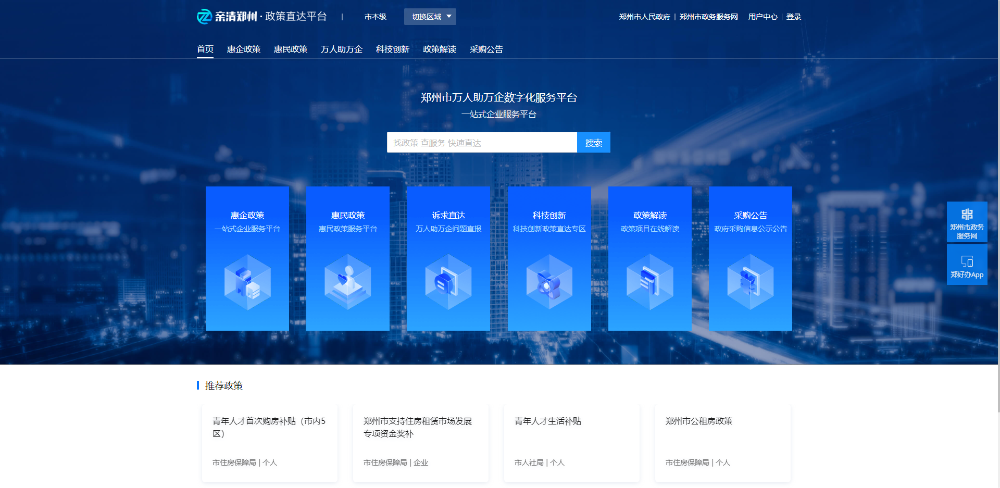 亲清郑州·政策直达平台 | 市本级 切换区域 郑州市人民政府 | 郑州市政务服务网 用户中心 | 登录
首页 惠企政策 惠民政策 万人助万企 科技创新 政策解读 采购公告
郑州市万人助万企数字化服务平台
一站式企业服务平台
找政策 查服务 快速直达 搜索
惠企政策
一站式企业服务平台
惠民政策
惠民政策服务平台
诉求直达
万人助万企问题直报
科技创新
科技创新政策直达专区
政策解读
政策项目在线解读
采购公告
政府采购信息公示公告
郑州市政务
服务网
郑好办App
推荐政策
青年人才首次购房补贴（市内5
区）
市住房保障局 | 个人
郑州市支持住房租赁市场发展
专项资金奖补
市住房保障局 | 企业
青年人才生活补贴
市人社局 | 个人
郑州市公租房政策
市住房保障局 | 个人